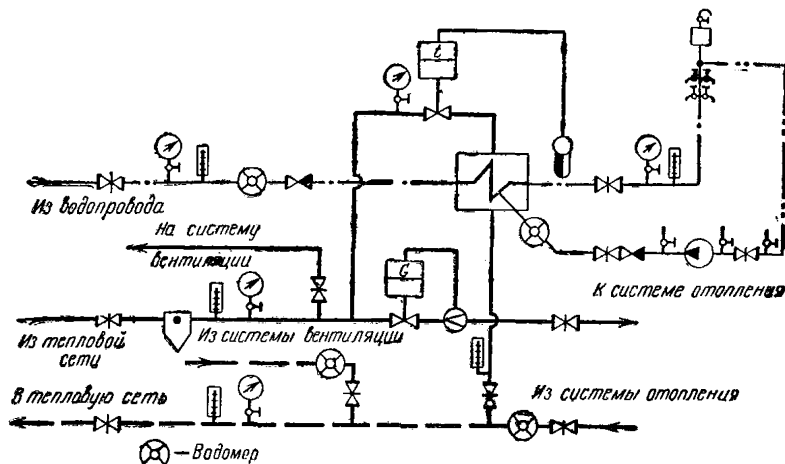 t
Из водопровода
На систему
вентиляции
G
К системе отопления
Из тепловой
сети
Из системы вентиляции
В тепловую сеть
Из системы отопления
– Водомер